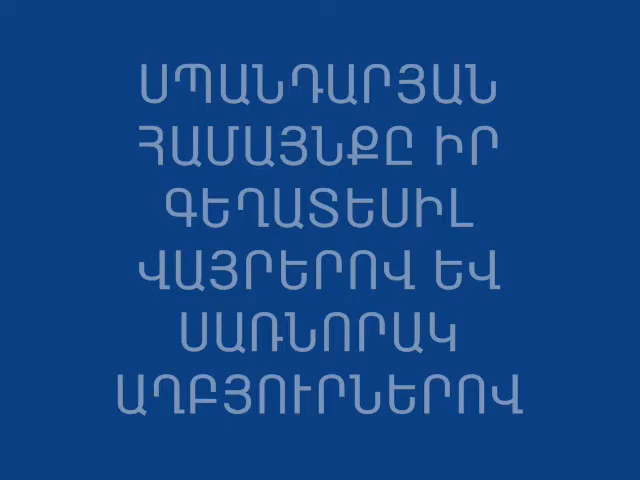 ՍՊԱՆԴԱՐՅԱՆ
ՀԱՄԱՅՆՔԸ ԻՐ
ԳԵՂԱՏԵՍԻԼ
ՎԱՅՐԵՐՈՎ ԵՎ
ՍԱՌՆՈՐԱԿ
ԱՂԲՅՈՒՐՆԵՐՈՎ